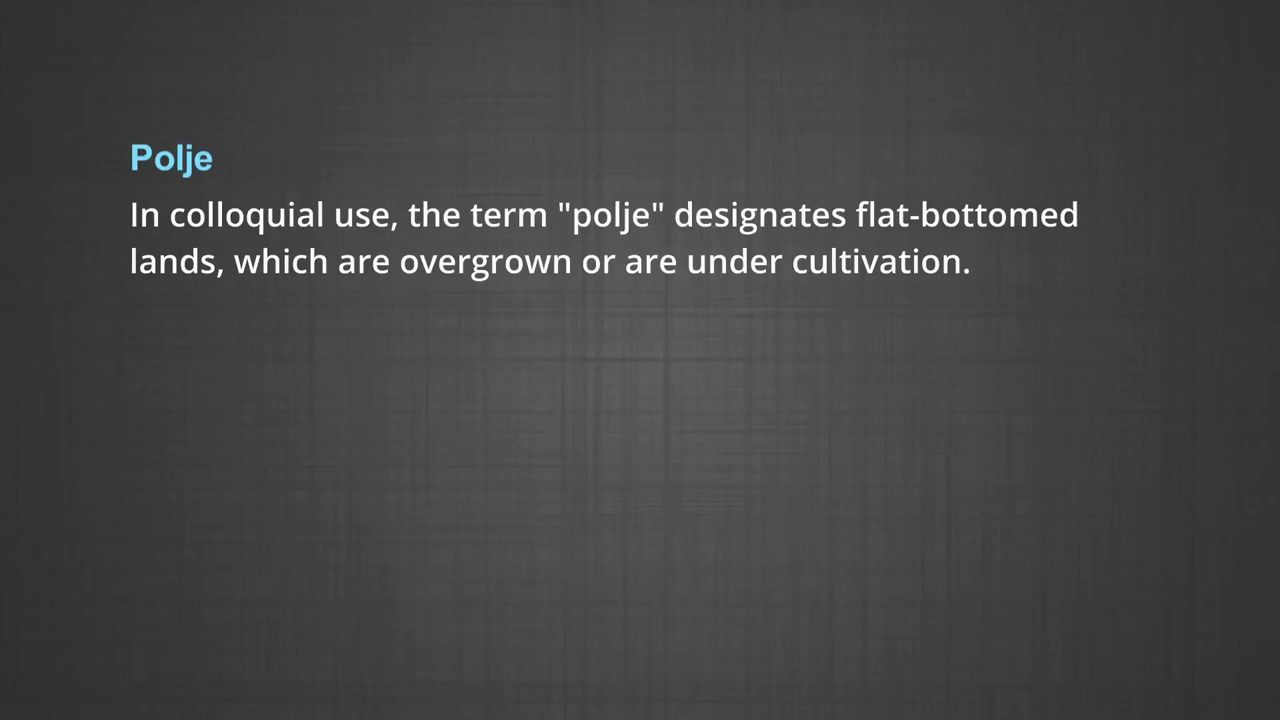 Polje
In colloquial use, the term "polje" designates flat-bottomed
lands, which are overgrown or are under cultivation.